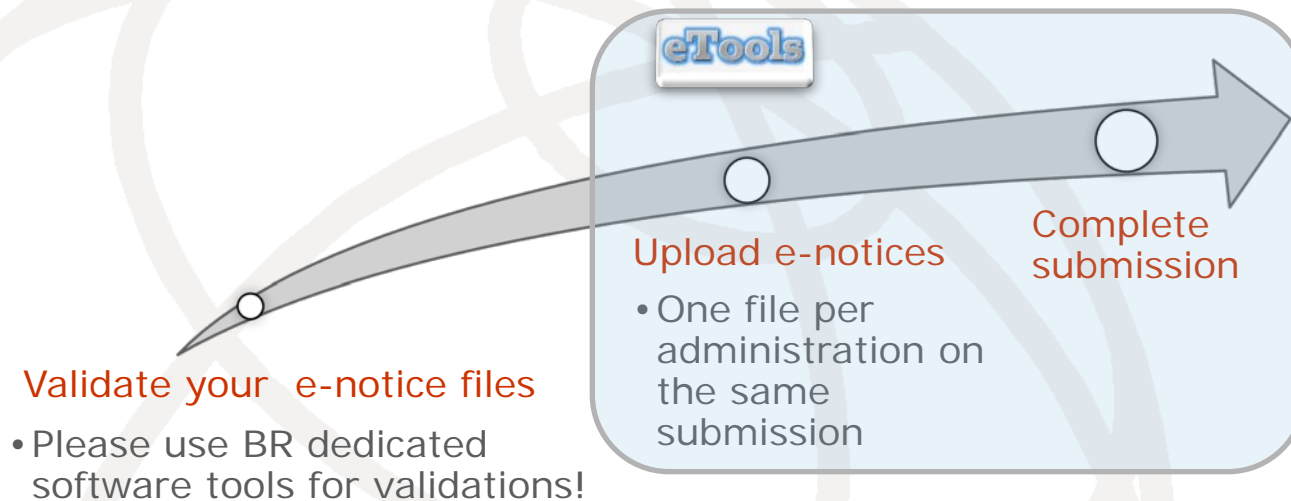 eTools
Validate your e-notice files
• Please use BR dedicated
software tools for validations!
Upload e-notices
• One file per
administration on
the same
submission
Complete
submission